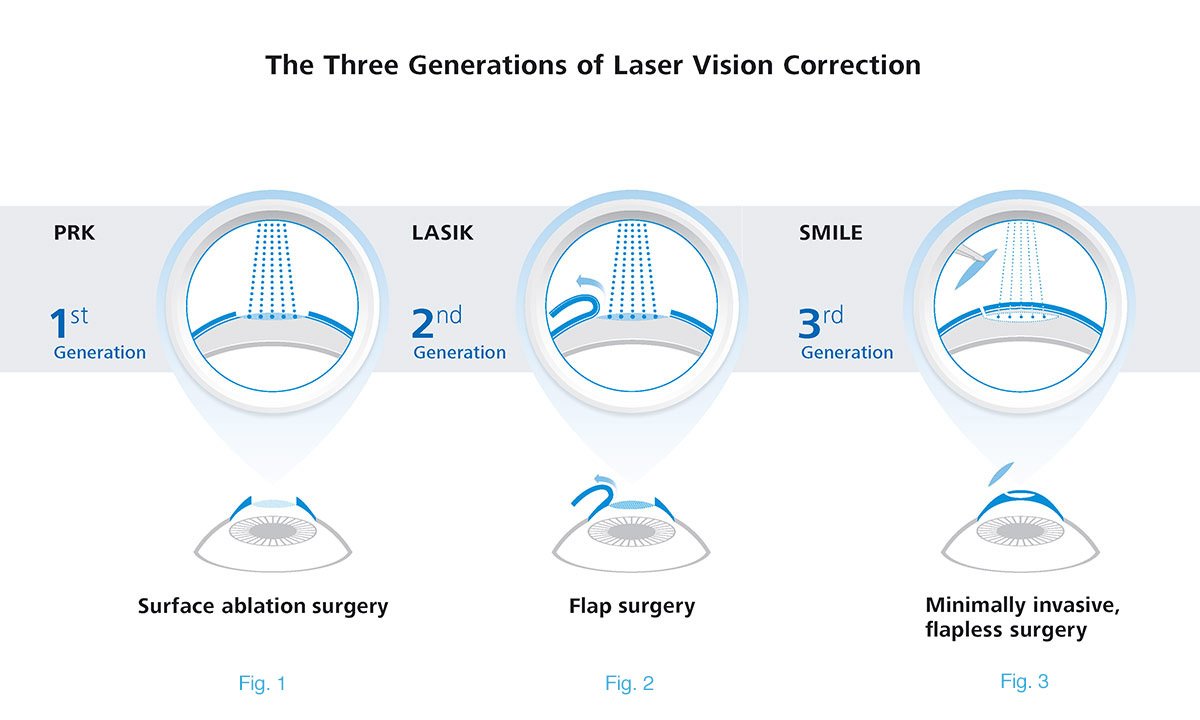 The Three Generations of Laser Vision Correction
PRK
1st
Generation
LASIK
2nd
Generation
SMILE
3rd
Generation
Surface ablation surgery
Flap surgery
Minimally invasive,
flapless surgery
Fig. 1
Fig. 2
Fig. 3